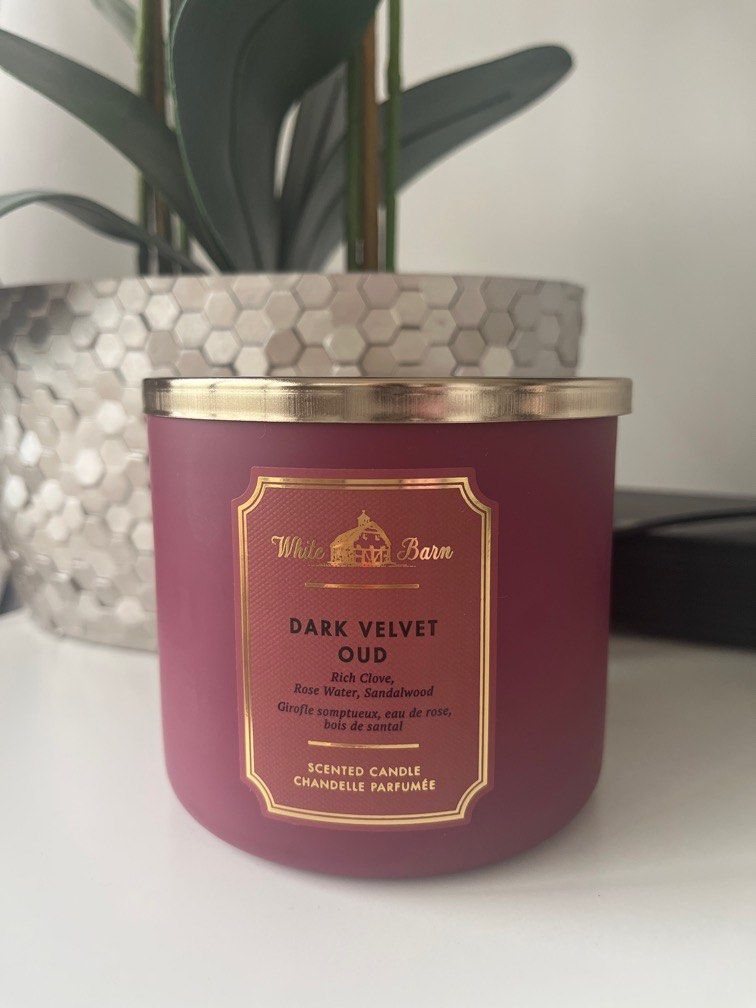 White Barn
DARK VELVET
OUD
Rich Clove,
Rose Water, Sandalwood
Girofle somptueux, eau de rose,
bois de santal
SCENTED CANDLE
CHANDELLE PARFUMÉE